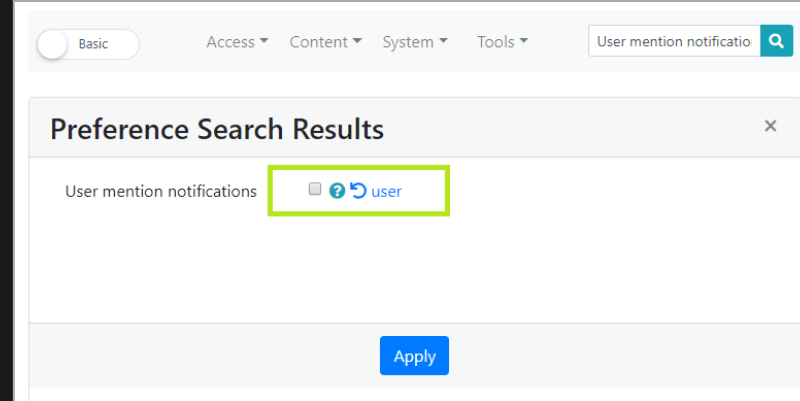 Basic Access Content System Tools User mention notificatio
Preference Search Results ×
User mention notifications ? user
Apply